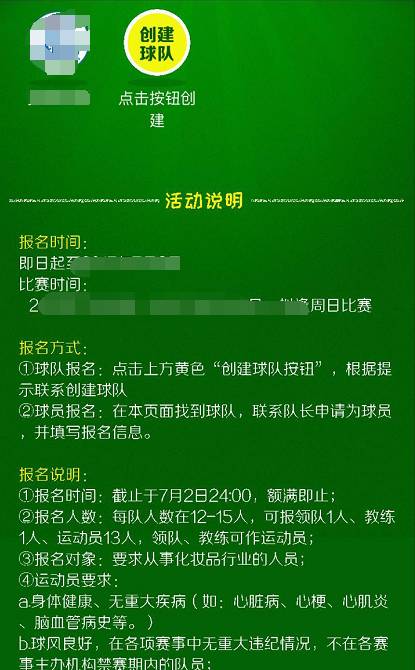 创建
球队
点击按钮创
建
活动说明
报名时间：
即日起至
比赛时间：
2
周日比赛
报名方式：
①球队报名：点击上方黄色“创建球队按钮”，根据提
示联系创建球队
②球员报名：在本页面找到球队，联系队长申请为球员
，并填写报名信息。
报名说明：
①报名时间：截止于7月2日24:00，额满即止；
②报名人数：每队人数在12-15人，可报领队1人、教练
1人、运动员13人，领队、教练可作运动员；
③报名对象：要求从事化妆品行业的人员；
④运动员要求：
a.身体健康、无重大疾病（如：心脏病、心梗、心肌炎
、脑血管病史等。）
b.球风良好，在各项赛事中无重大违纪情况，不在各赛
事主办机构禁赛期内的队员；